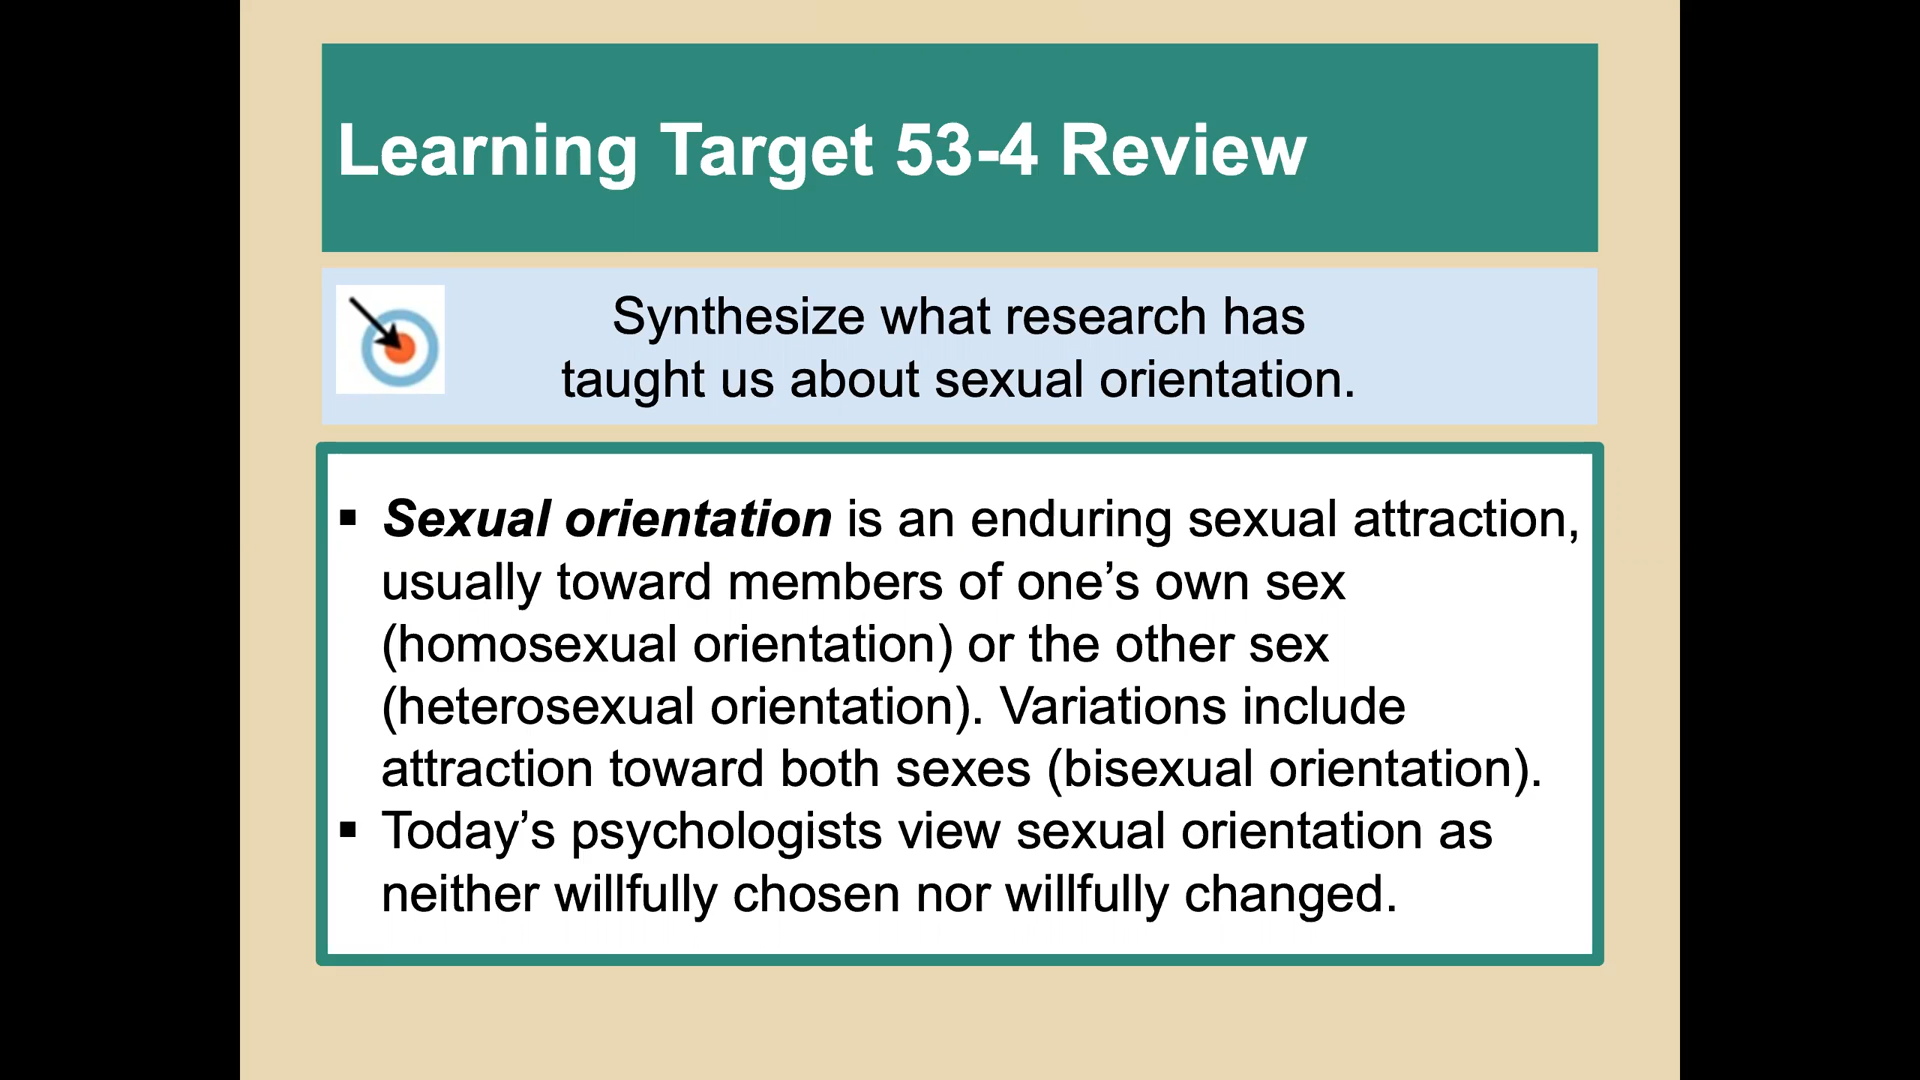 Learning Target 53-4 Review
Synthesize what research has
taught us about sexual orientation.
▪ Sexual orientation is an enduring sexual attraction,
usually toward members of one’s own sex
(homosexual orientation) or the other sex
(heterosexual orientation). Variations include
attraction toward both sexes (bisexual orientation).
▪ Today’s psychologists view sexual orientation as
neither willfully chosen nor willfully changed.